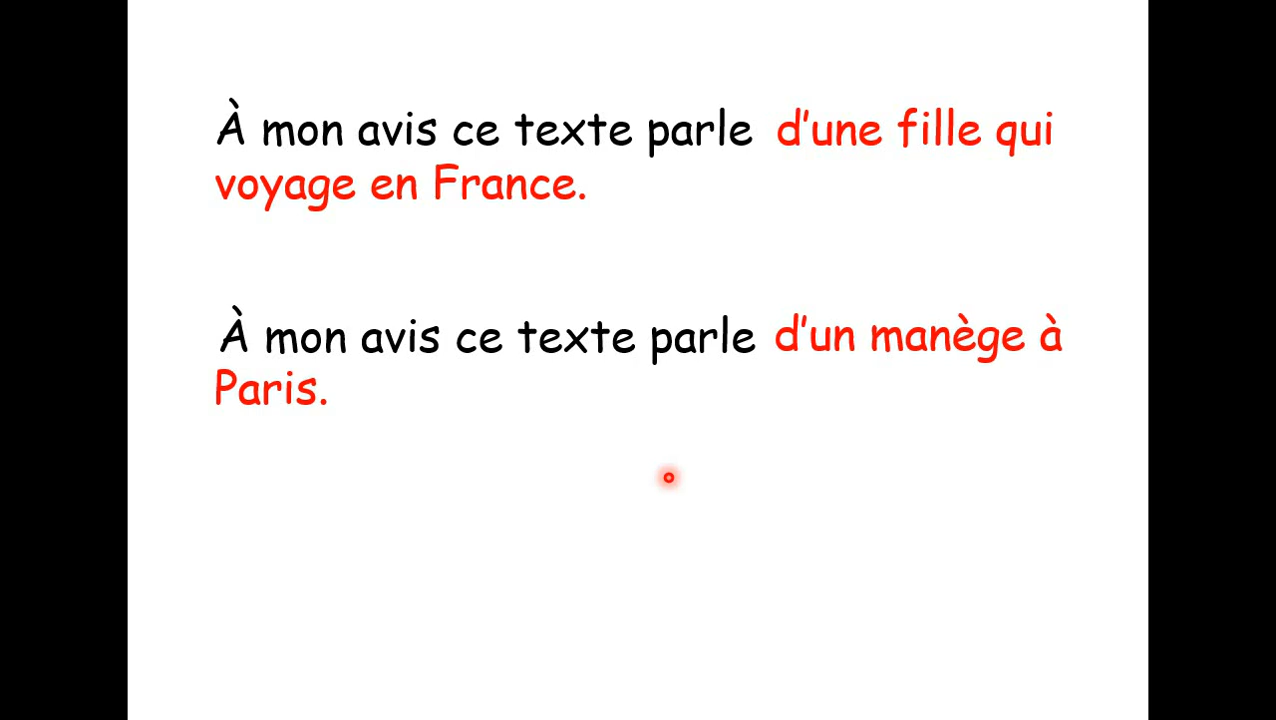 À mon avis ce texte parle d'une fille qui
voyage en France.
À mon avis ce texte parle d'un manège à
Paris.